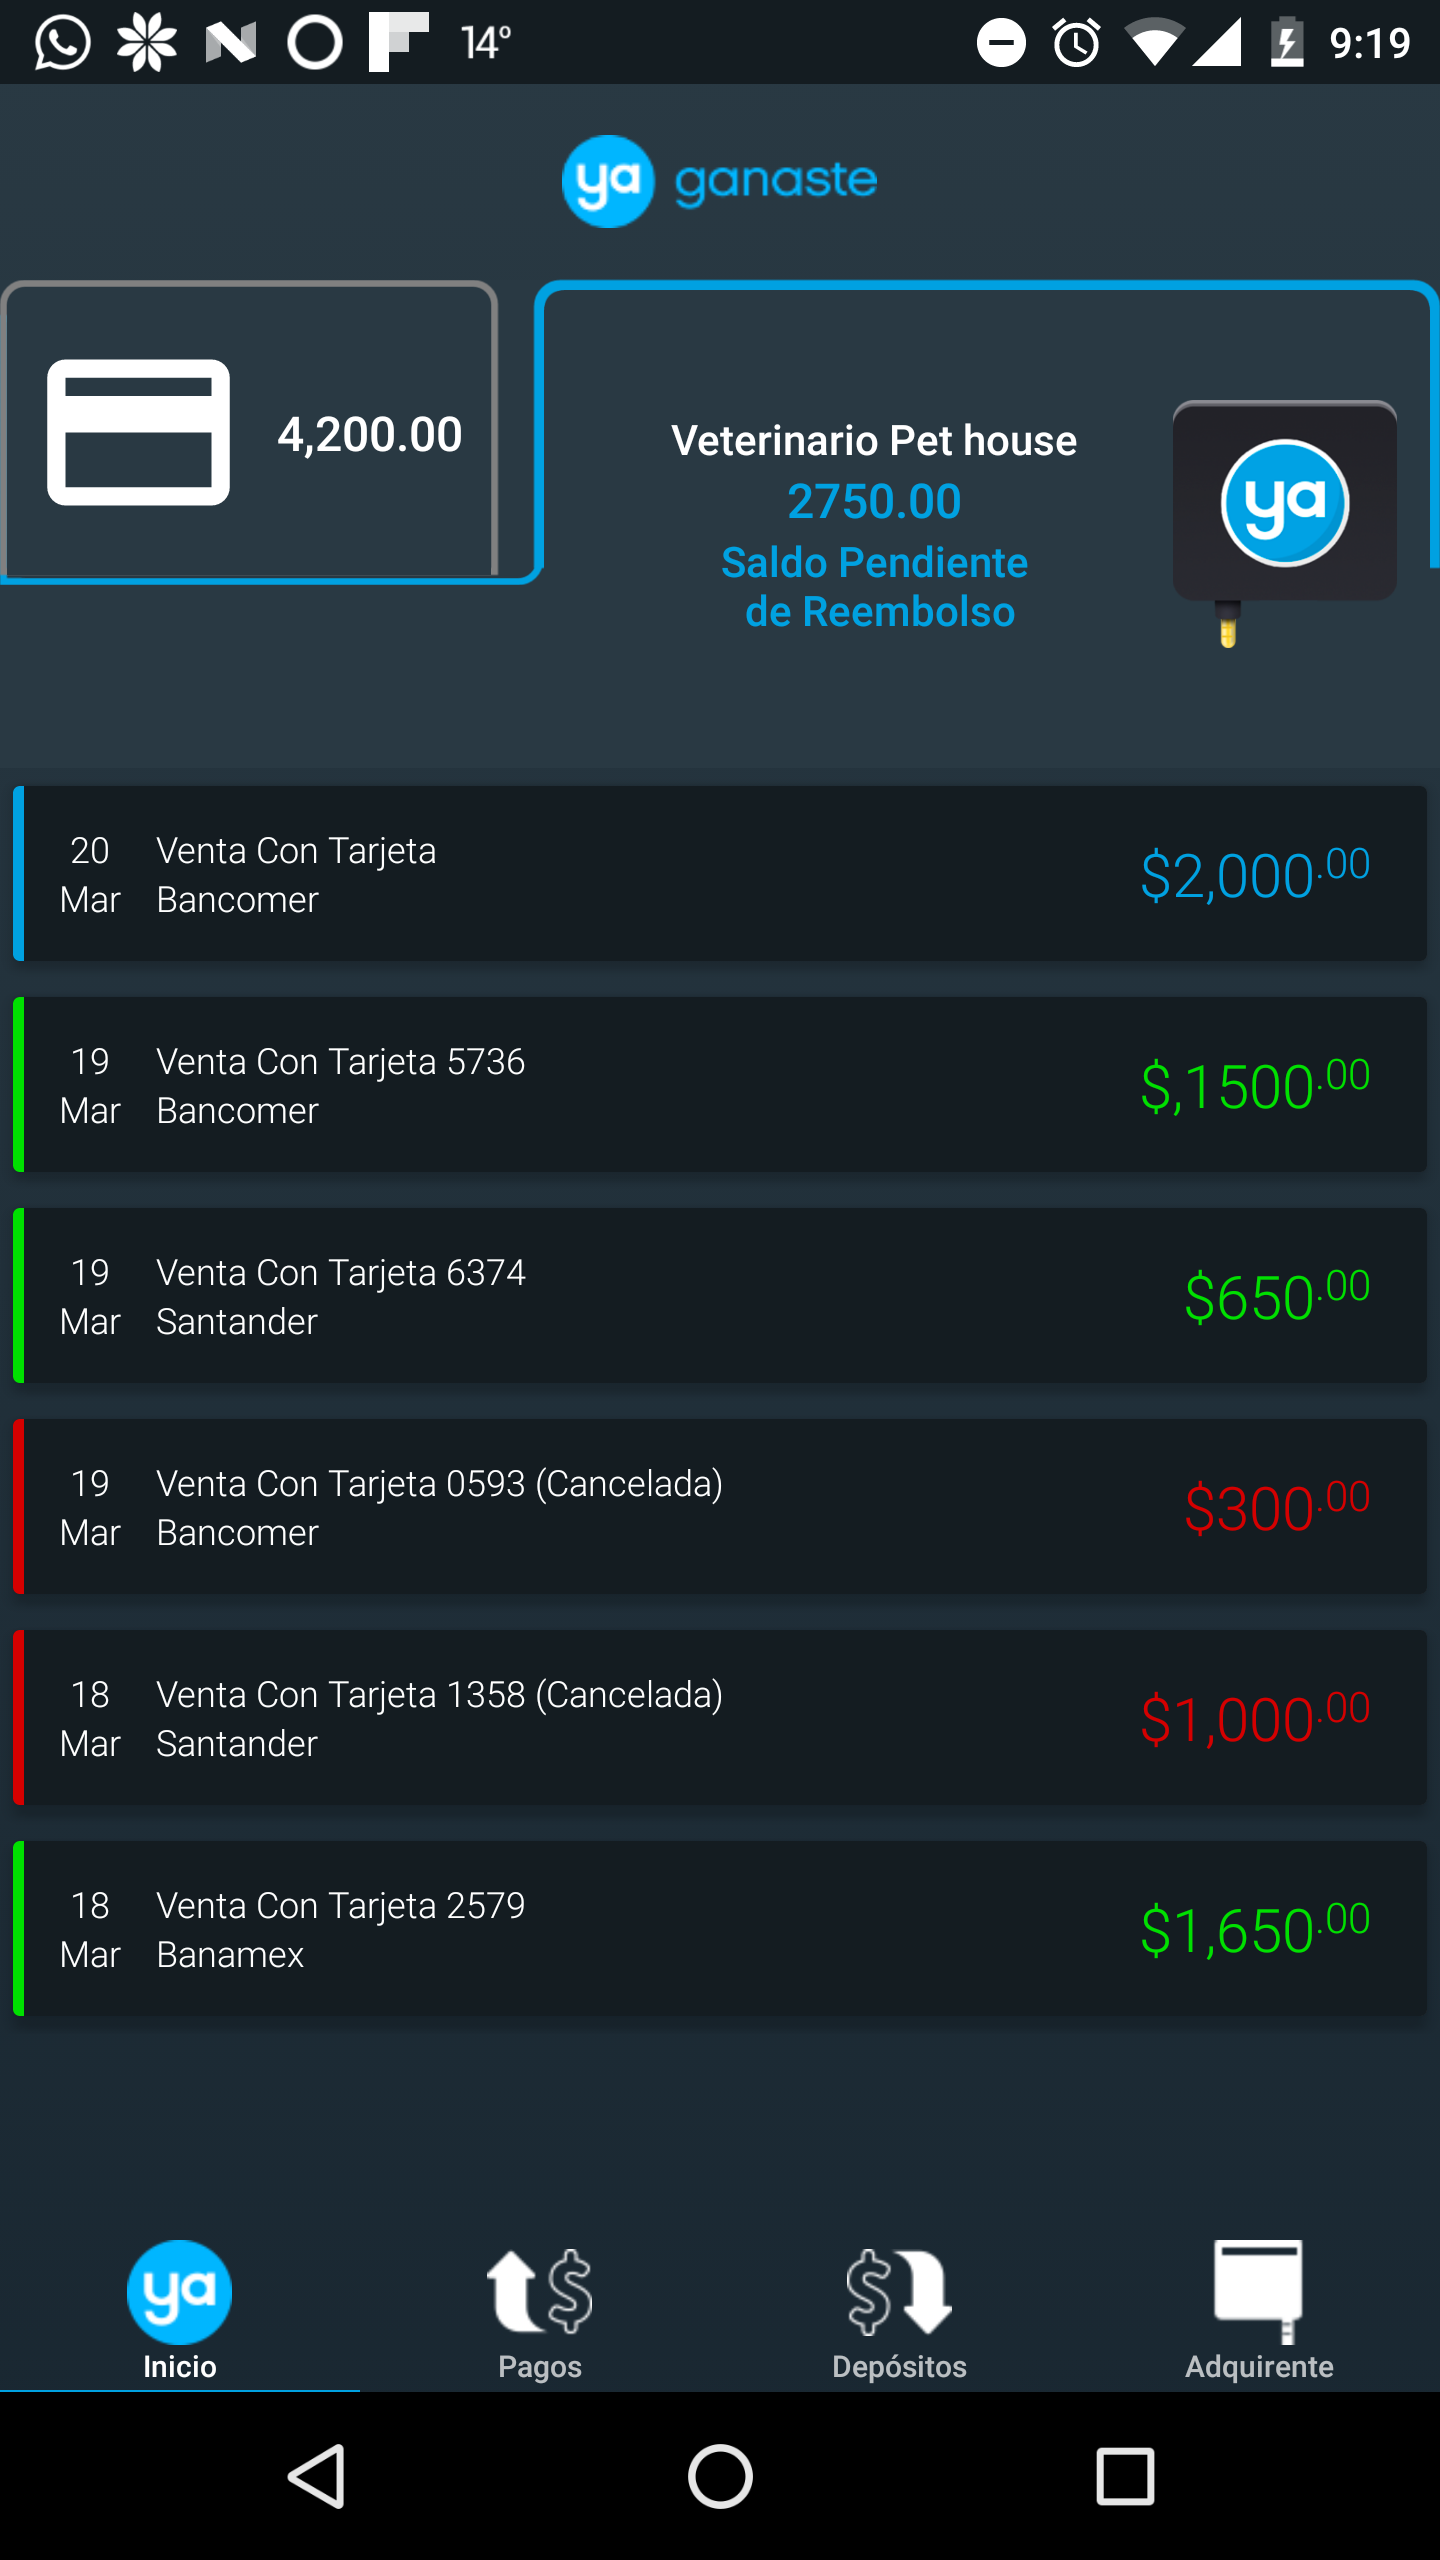 14° 9:19
ya ganaste
4,200.00
Veterinario Pet house
2750.00
Saldo Pendiente
de Reembolso
ya
20 Venta Con Tarjeta $2,000.00
Mar Bancomer
19 Venta Con Tarjeta 5736 $,1500.00
Mar Bancomer
19 Venta Con Tarjeta 6374 $650.00
Mar Santander
19 Venta Con Tarjeta 0593 (Cancelada) $300.00
Mar Bancomer
18 Venta Con Tarjeta 1358 (Cancelada) $1,000.00
Mar Santander
18 Venta Con Tarjeta 2579 $1,650.00
Mar Banamex
ya $ $
Inicio Pagos Depósitos Adquirente